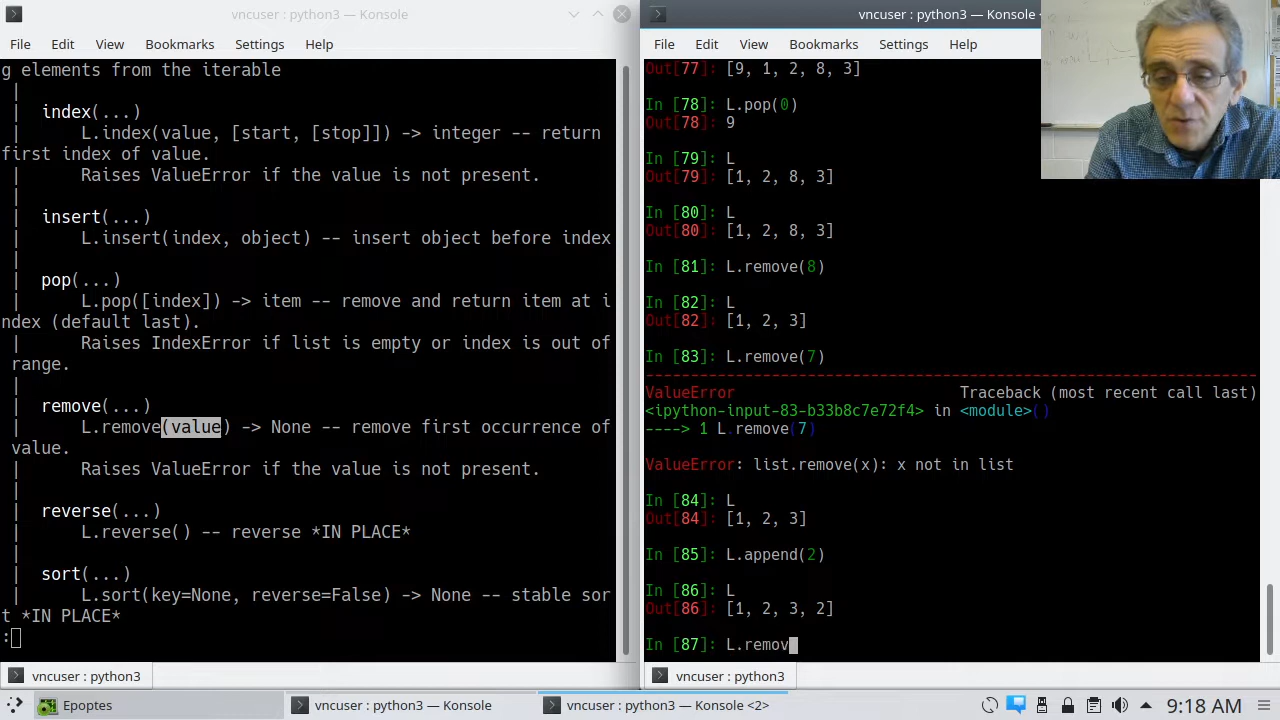 vncuser : python3 — Konsole
File Edit View Bookmarks Settings Help
g elements from the iterable
|
| index(...)
| L.index(value, [start, [stop]]) -> integer -- return
first index of value.
| Raises ValueError if the value is not present.
|
| insert(...)
| L.insert(index, object) -- insert object before index
|
| pop(...)
| L.pop([index]) -> item -- remove and return item at i
ndex (default last).
| Raises IndexError if list is empty or index is out of
range.
|
| remove(...)
| L.remove(value) -> None -- remove first occurrence of
value.
| Raises ValueError if the value is not present.
|
| reverse(...)
| L.reverse() -- reverse *IN PLACE*
|
| sort(...)
| L.sort(key=None, reverse=False) -> None -- stable sor
t *IN PLACE*
:
vncuser : python3
vncuser : python3 — Konsole
File Edit View Bookmarks Settings Help
Out[77]: [9, 1, 2, 8, 3]
In [78]: L.pop(0)
Out[78]: 9
In [79]: L
Out[79]: [1, 2, 8, 3]
In [80]: L
Out[80]: [1, 2, 8, 3]
In [81]: L.remove(8)
In [82]: L
Out[82]: [1, 2, 3]
In [83]: L.remove(7)
---------------------------------------------------------------------------
ValueError Traceback (most recent call last)
<ipython-input-83-b33b8c7e72f4> in <module>()
----> 1 L.remove(7)
ValueError: list.remove(x): x not in list
In [84]: L
Out[84]: [1, 2, 3]
In [85]: L.append(2)
In [86]: L
Out[86]: [1, 2, 3, 2]
In [87]: L.remov
vncuser : python3
Epoptes
vncuser : python3 — Konsole
vncuser : python3 — Konsole <2>
9:18 AM